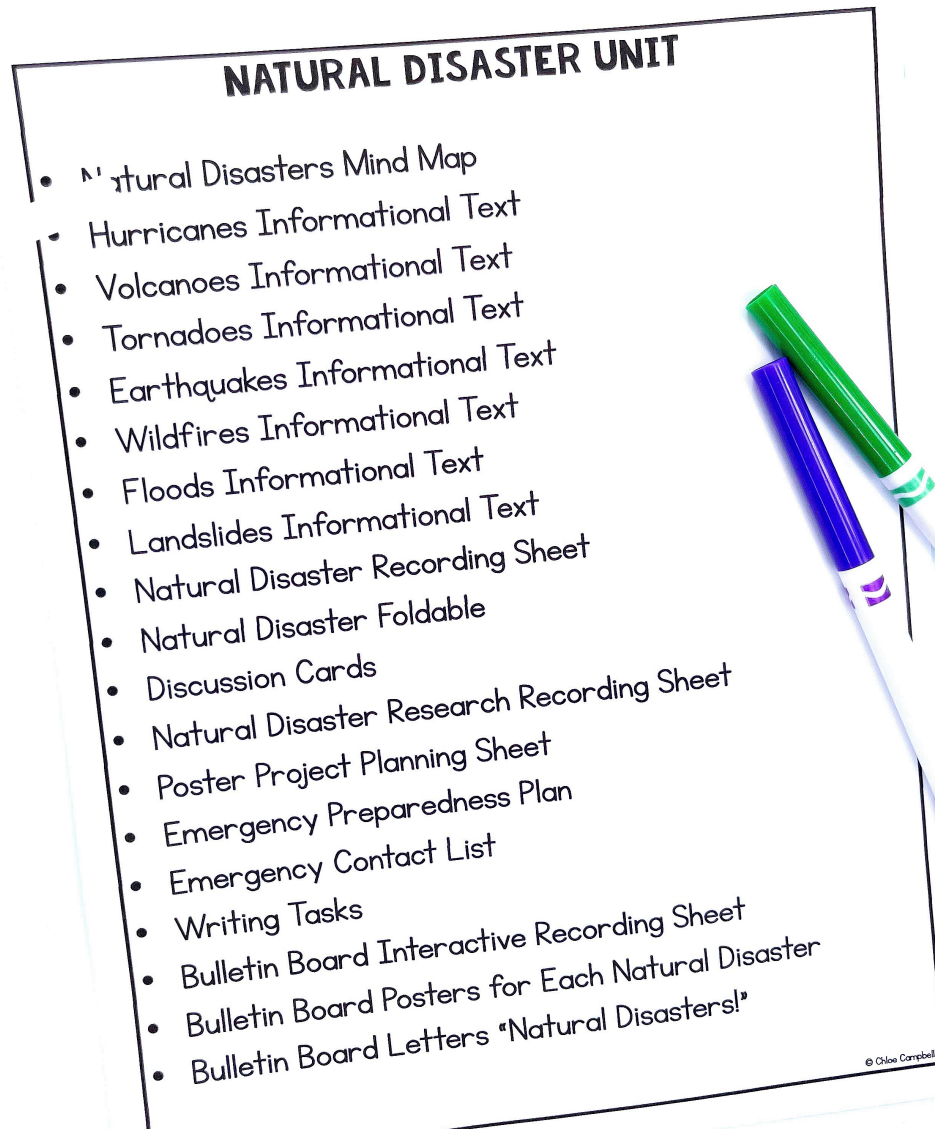 NATURAL DISASTER UNIT
• Natural Disasters Mind Map
• Hurricanes Informational Text
• Volcanoes Informational Text
• Tornadoes Informational Text
• Earthquakes Informational Text
• Wildfires Informational Text
• Floods Informational Text
• Landslides Informational Text
• Natural Disaster Recording Sheet
• Natural Disaster Foldable
• Discussion Cards
• Natural Disaster Research Recording Sheet
• Poster Project Planning Sheet
• Emergency Preparedness Plan
• Emergency Contact List
• Writing Tasks
• Bulletin Board Interactive Recording Sheet
• Bulletin Board Posters for Each Natural Disaster
• Bulletin Board Letters “Natural Disasters!”
© Chloe Campbell